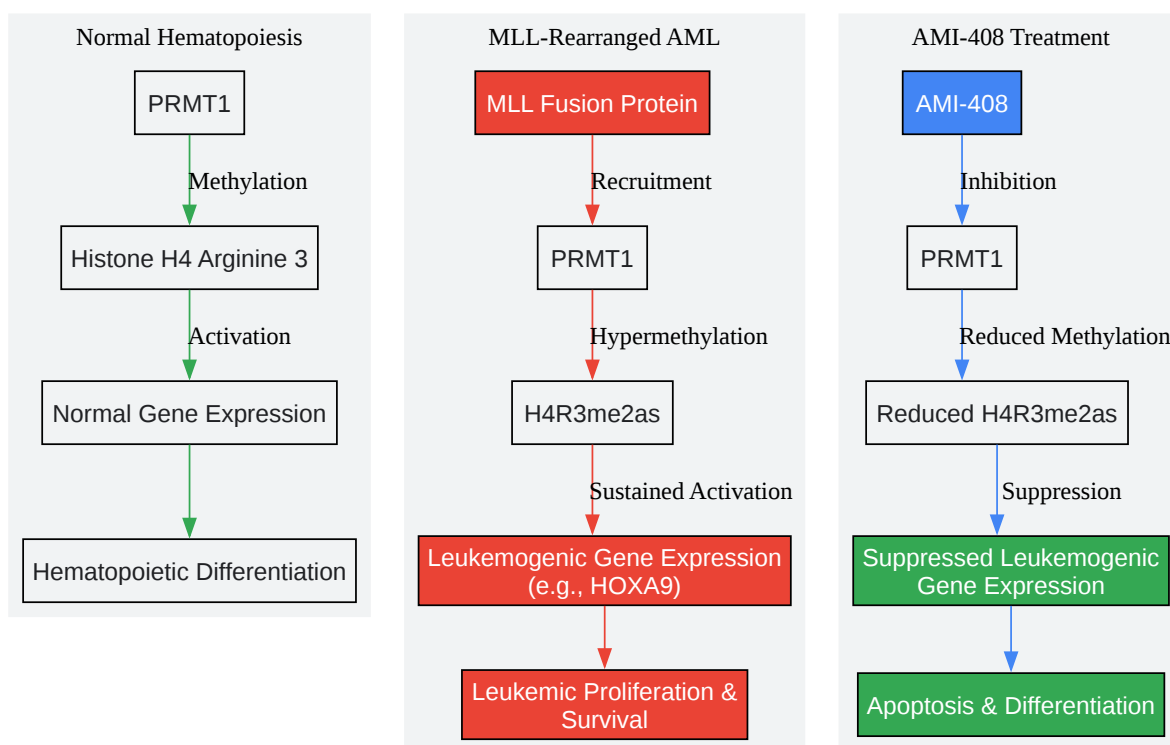 Normal Hematopoiesis
PRMT1
Methylation
Histone H4 Arginine 3
Activation
Normal Gene Expression
Hematopoietic Differentiation
MLL-Rearranged AML
MLL Fusion Protein
Recruitment
PRMT1
Hypermethylation
H4R3me2as
Sustained Activation
Leukemogenic Gene Expression
(e.g., HOXA9)
Leukemic Proliferation &
Survival
AMI-408 Treatment
AMI-408
Inhibition
PRMT1
Reduced Methylation
Reduced H4R3me2as
Suppression
Suppressed Leukemogenic
Gene Expression
Apoptosis & Differentiation